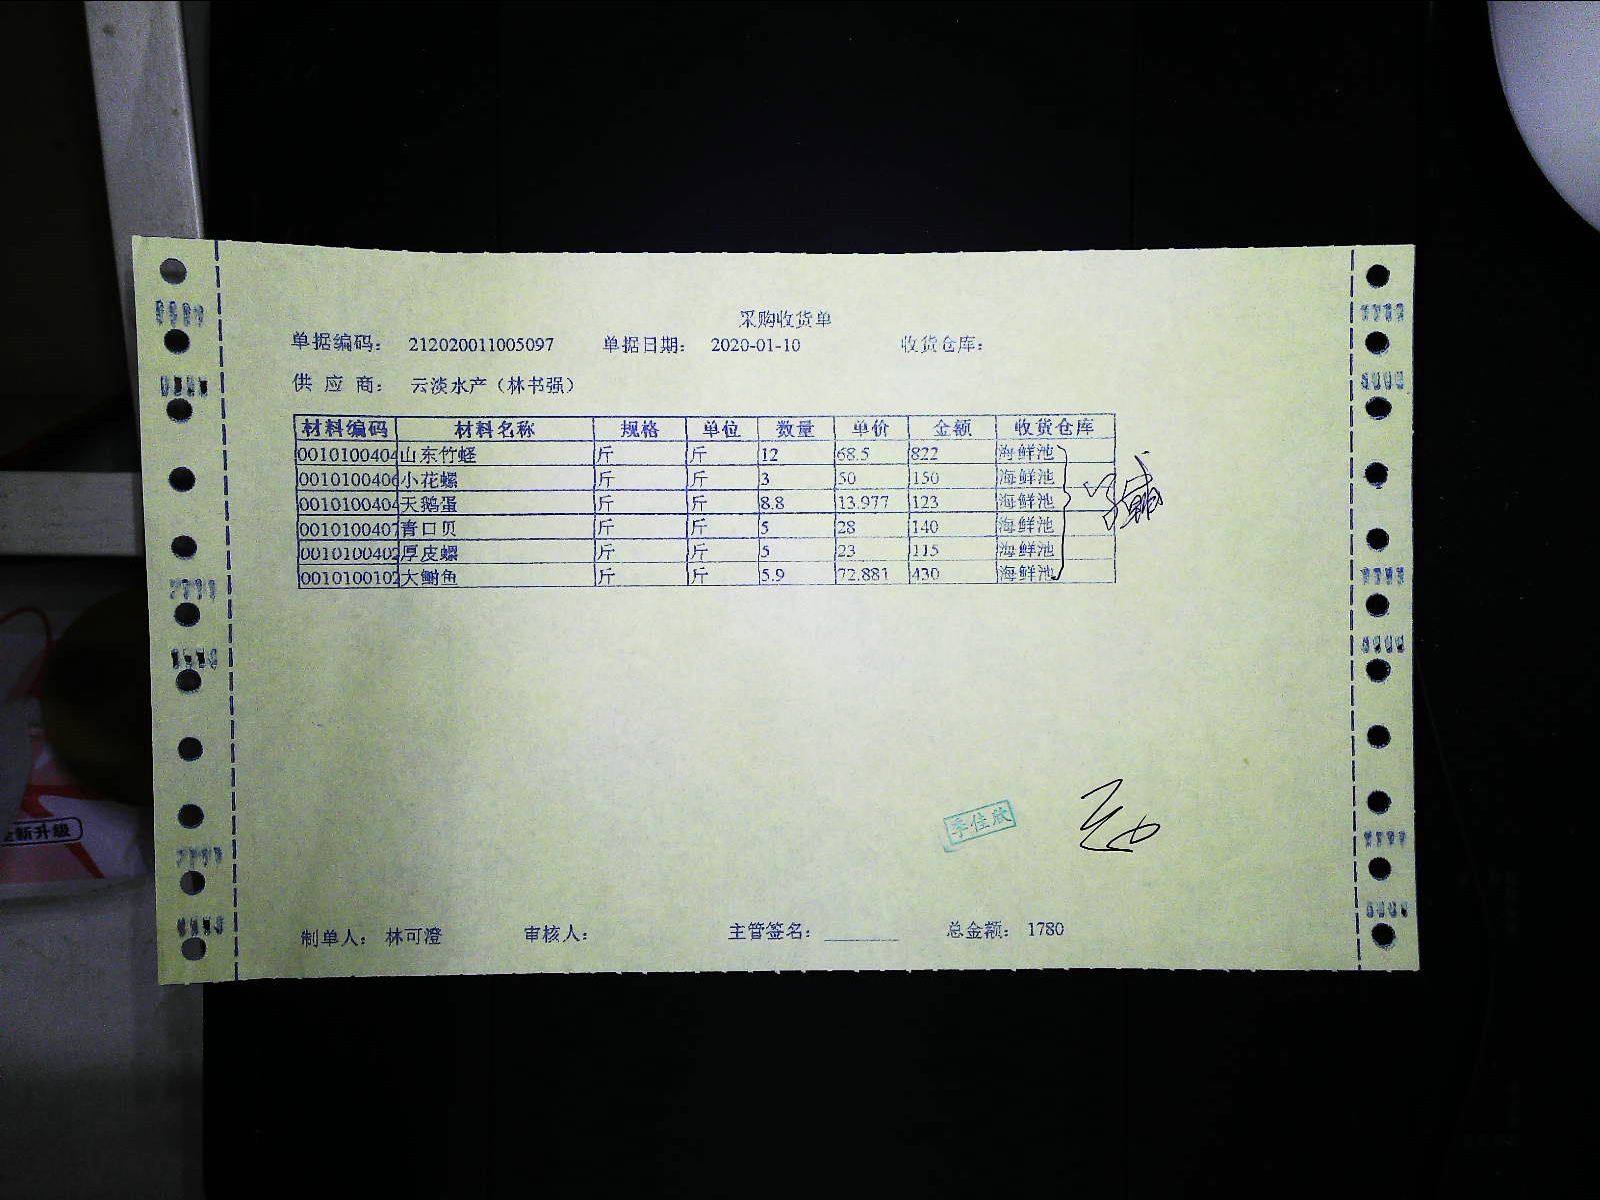 采购收货单
单据编码： 212020011005097 单据日期： 2020-01-10 收货仓库：
供 应 商： 云淡水产（林书强）
材料编码 材料名称 规格 单位 数量 单价 金额 收货仓库
0010100404 山东竹蛏 斤 斤 12 68.5 822 海鲜池
0010100406 小花螺 斤 斤 3 50 150 海鲜池
0010100404 天鹅蛋 斤 斤 8.8 13.977 123 海鲜池
0010100407 青口贝 斤 斤 5 28 140 海鲜池
0010100402 厚皮螺 斤 斤 5 23 115 海鲜池
0010100102 大鲥鱼 斤 斤 5.9 72.881 430 海鲜池
季佳欣
制单人： 林可澄 审核人： 主管签名： 总金额： 1780
新升級